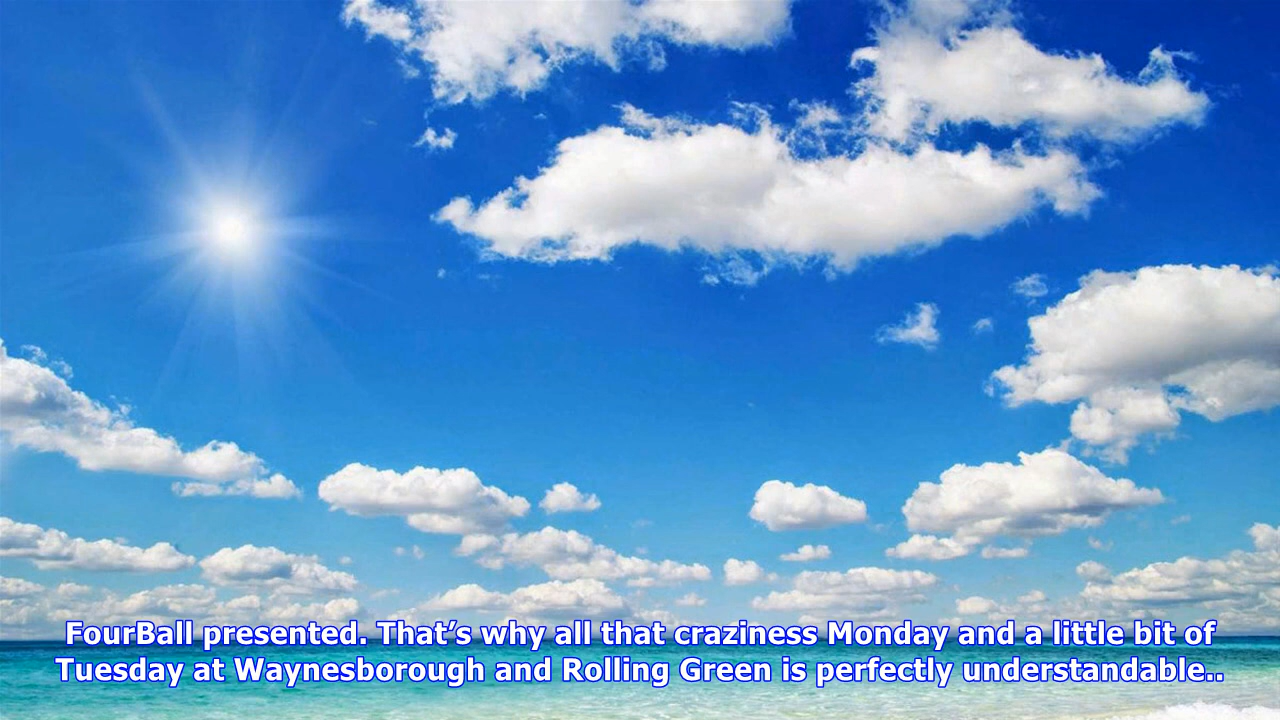 FourBall presented. That’s why all that craziness Monday and a little bit of
Tuesday at Waynesborough and Rolling Green is perfectly understandable..